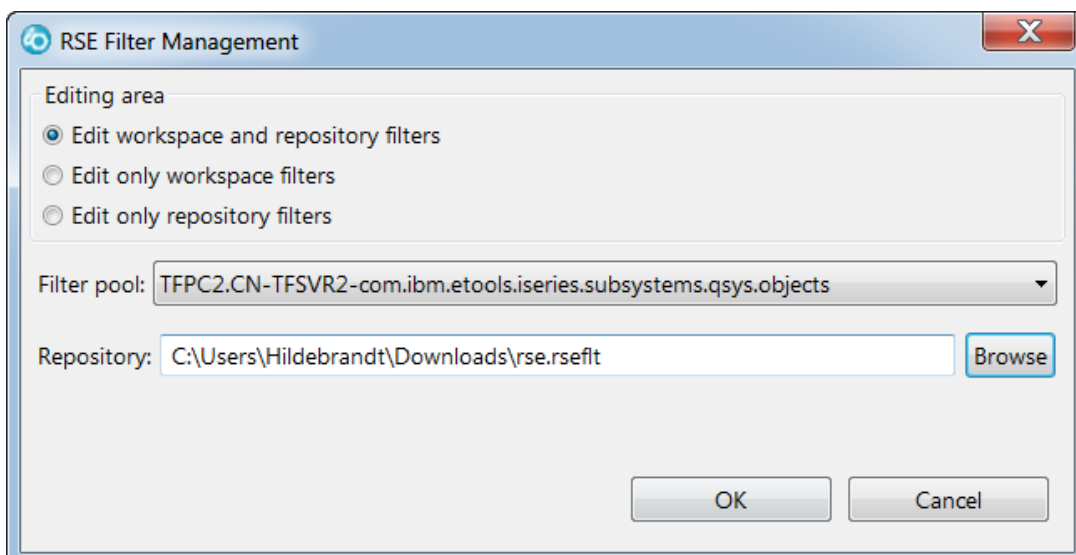 RSE Filter Management
Editing area
Edit workspace and repository filters
Edit only workspace filters
Edit only repository filters
Filter pool: TFPC2.CN-TFSVR2-com.ibm.etools.iseries.subsystems.qsys.objects
Repository: C:\Users\Hildebrandt\Downloads\rse.rseflt Browse
OK Cancel